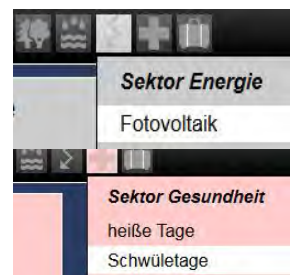 Sektor Energie
Fotovoltaik
Sektor Gesundheit
heiße Tage
Schwületage